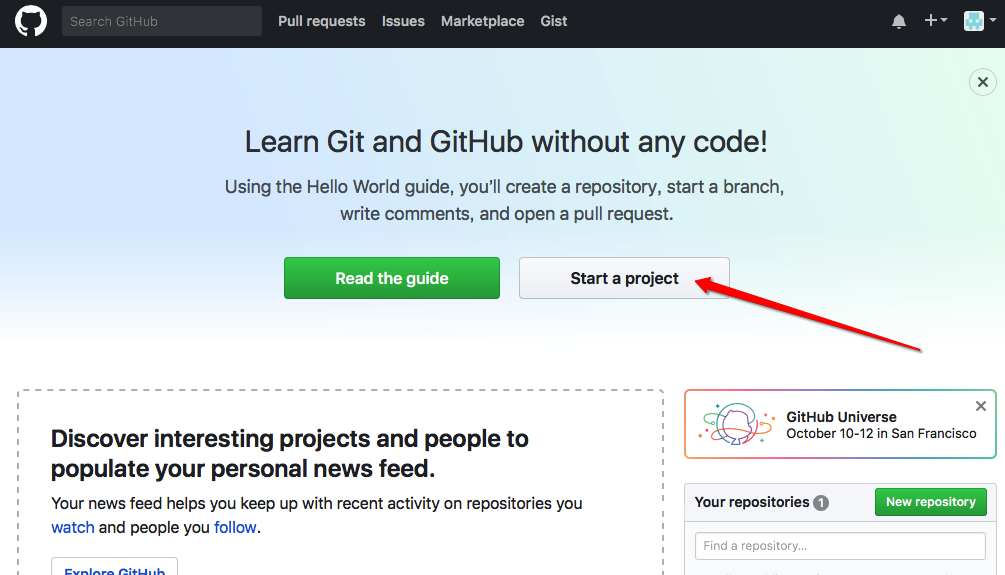 Search GitHub
Pull requests Issues Marketplace Gist
Learn Git and GitHub without any code!
Using the Hello World guide, you’ll create a repository, start a branch,
write comments, and open a pull request.
Read the guide
Start a project
Discover interesting projects and people to
populate your personal news feed.
Your news feed helps you keep up with recent activity on repositories you
watch and people you follow.
Explore GitHub
GitHub Universe
October 10-12 in San Francisco
Your repositories 1
New repository
Find a repository…